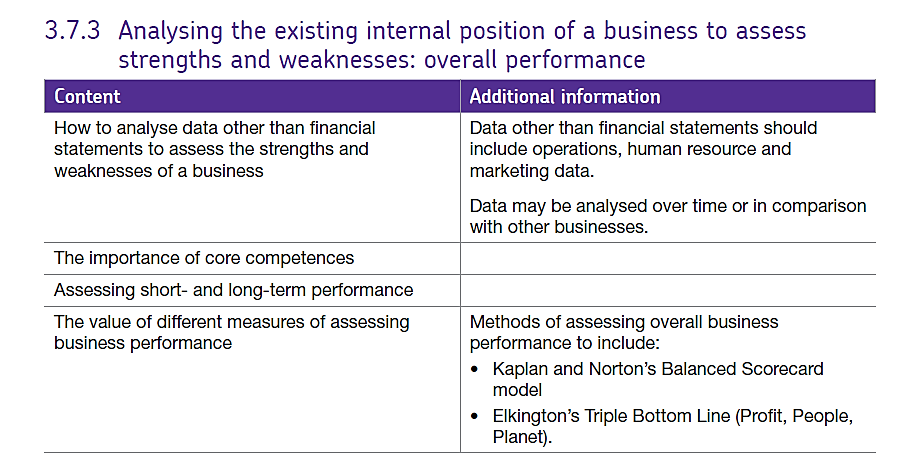 3.7.3 Analysing the existing internal position of a business to assess
strengths and weaknesses: overall performance
Content
Additional information
How to analyse data other than financial
statements to assess the strengths and
weaknesses of a business
Data other than financial statements should
include operations, human resource and
marketing data.
Data may be analysed over time or in comparison
with other businesses.
The importance of core competences
Assessing short- and long-term performance
The value of different measures of assessing
business performance
Methods of assessing overall business
performance to include:
• Kaplan and Norton’s Balanced Scorecard
model
• Elkington’s Triple Bottom Line (Profit, People,
Planet).